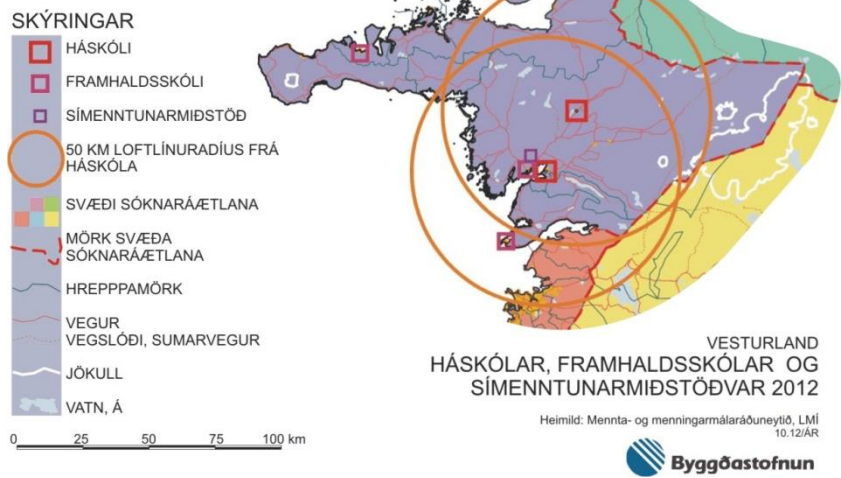 SKÝRINGAR
HÁSKÓLI
FRAMHALDSSKÓLI
SÍMENNTUNARMIÐSTÖÐ
50 KM LOFTLÍNURADÍUS FRÁ
HÁSKÓLA
SVÆÐI SÓKNARÁÆTLANA
MÖRK SVÆÐA
SÓKNARÁÆTLANA
HREPPPAMÖRK
VEGUR
VEGSLÓÐI, SUMARVEGUR
JÖKULL
VATN, Á
0 25 50 75 100 km
VESTURLAND
HÁSKÓLAR, FRAMHALDSSKÓLAR OG
SÍMENNTUNARMIÐSTÖÐVAR 2012
Heimild: Mennta- og menningarmálaráðuneytið, LMÍ
10.12/ÁR
Byggðastofnun